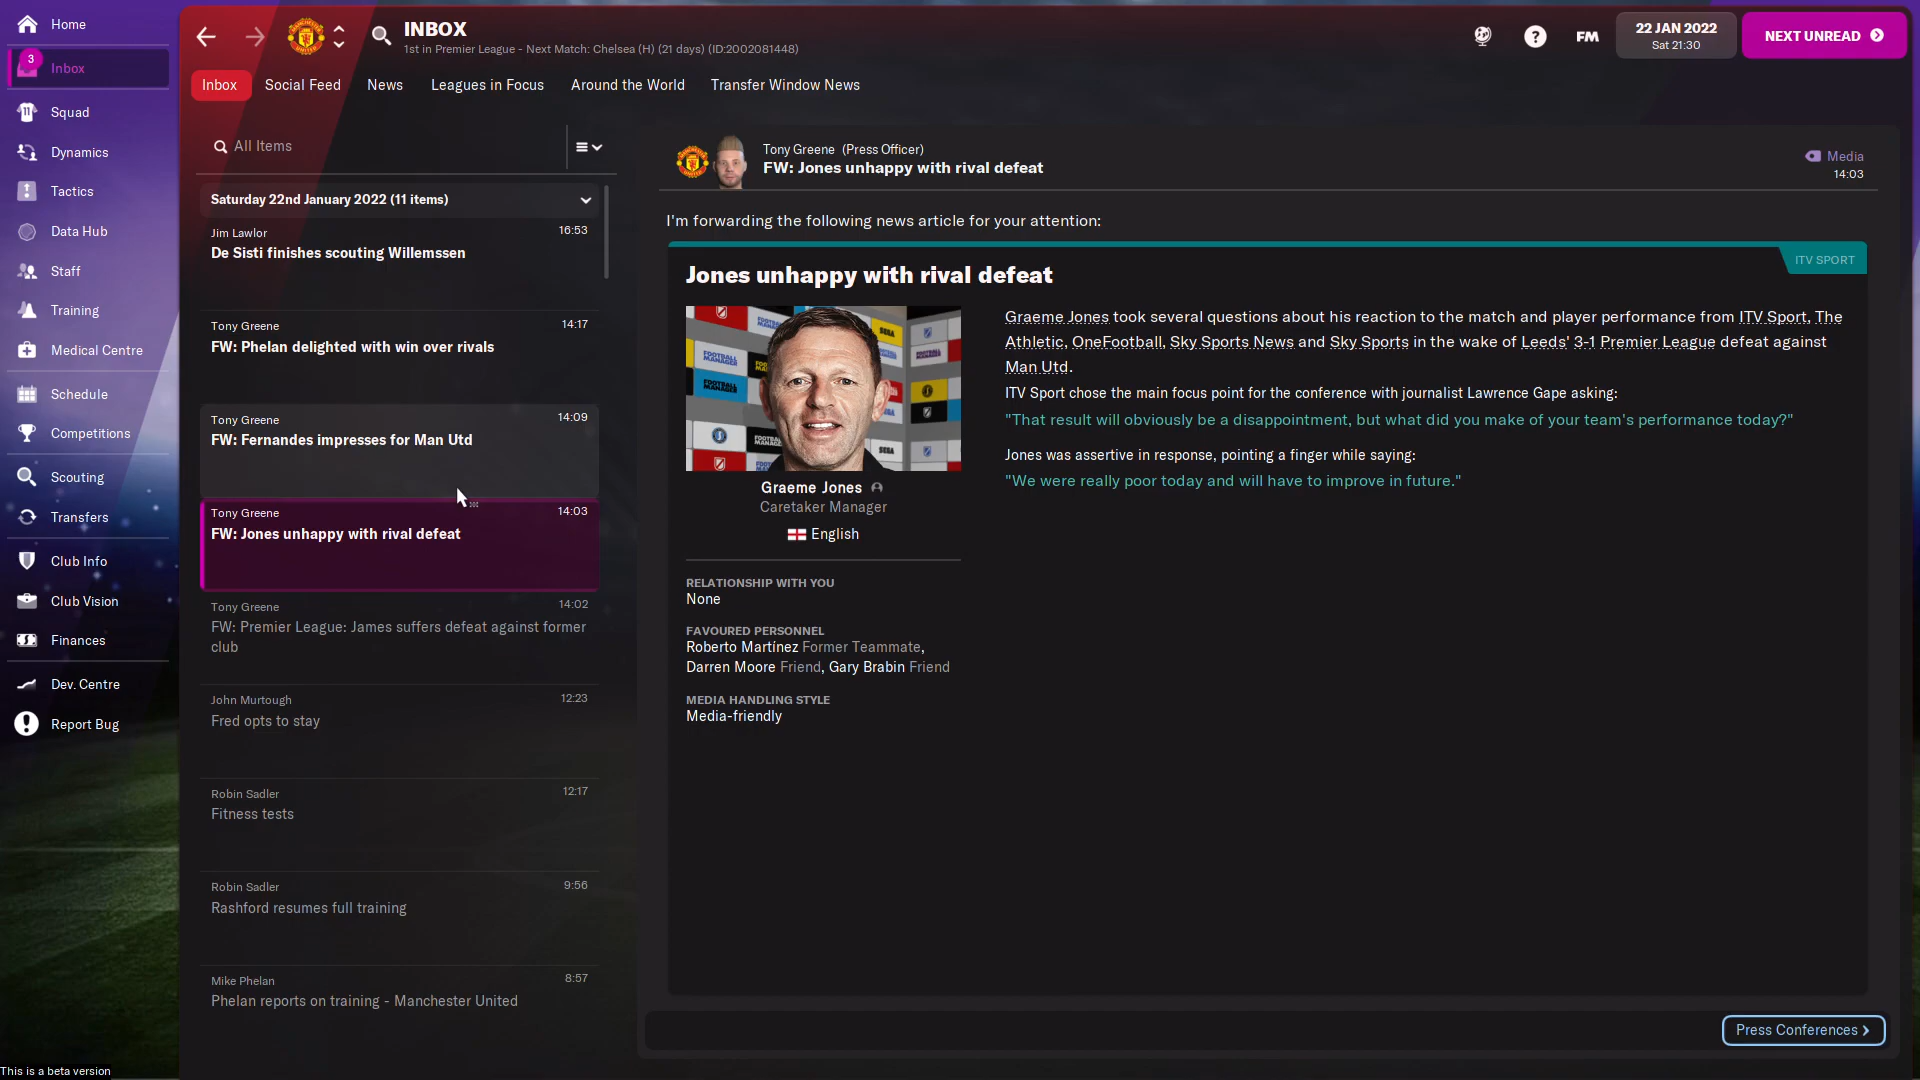 Home
INBOX
1st in Premier League - Next Match: Chelsea (H) (21 days) (ID:2002081448)
FM
22 JAN 2022
Sat 21:30
NEXT UNREAD
3
Inbox
Squad
Dynamics
Tactics
Data Hub
Staff
Training
Medical Centre
Schedule
Competitions
Scouting
Transfers
Club Info
Club Vision
Finances
Dev. Centre
Report Bug
This is a beta version
Inbox Social Feed News Leagues in Focus Around the World Transfer Window News
All Items
Saturday 22nd January 2022 (11 items)
Jim Lawlor 16:53
De Sisti finishes scouting Willemssen
Tony Greene 14:17
FW: Phelan delighted with win over rivals
Tony Greene 14:09
FW: Fernandes impresses for Man Utd
Tony Greene 14:03
FW: Jones unhappy with rival defeat
Tony Greene 14:02
FW: Premier League: James suffers defeat against former
club
John Murtough 12:23
Fred opts to stay
Robin Sadler 12:17
Fitness tests
Robin Sadler 9:56
Rashford resumes full training
Mike Phelan 8:57
Phelan reports on training - Manchester United
Tony Greene (Press Officer)
FW: Jones unhappy with rival defeat
Media
14:03
I'm forwarding the following news article for your attention:
Jones unhappy with rival defeat
ITV SPORT
Graeme Jones took several questions about his reaction to the match and player performance from ITV Sport, The
Athletic, OneFootball, Sky Sports News and Sky Sports in the wake of Leeds' 3-1 Premier League defeat against
Man Utd.
ITV Sport chose the main focus point for the conference with journalist Lawrence Gape asking:
"That result will obviously be a disappointment, but what did you make of your team's performance today?"
Jones was assertive in response, pointing a finger while saying:
"We were really poor today and will have to improve in future."
Graeme Jones
Caretaker Manager
English
RELATIONSHIP WITH YOU
None
FAVOURED PERSONNEL
Roberto Martínez Former Teammate,
Darren Moore Friend, Gary Brabin Friend
MEDIA HANDLING STYLE
Media-friendly
Press Conferences